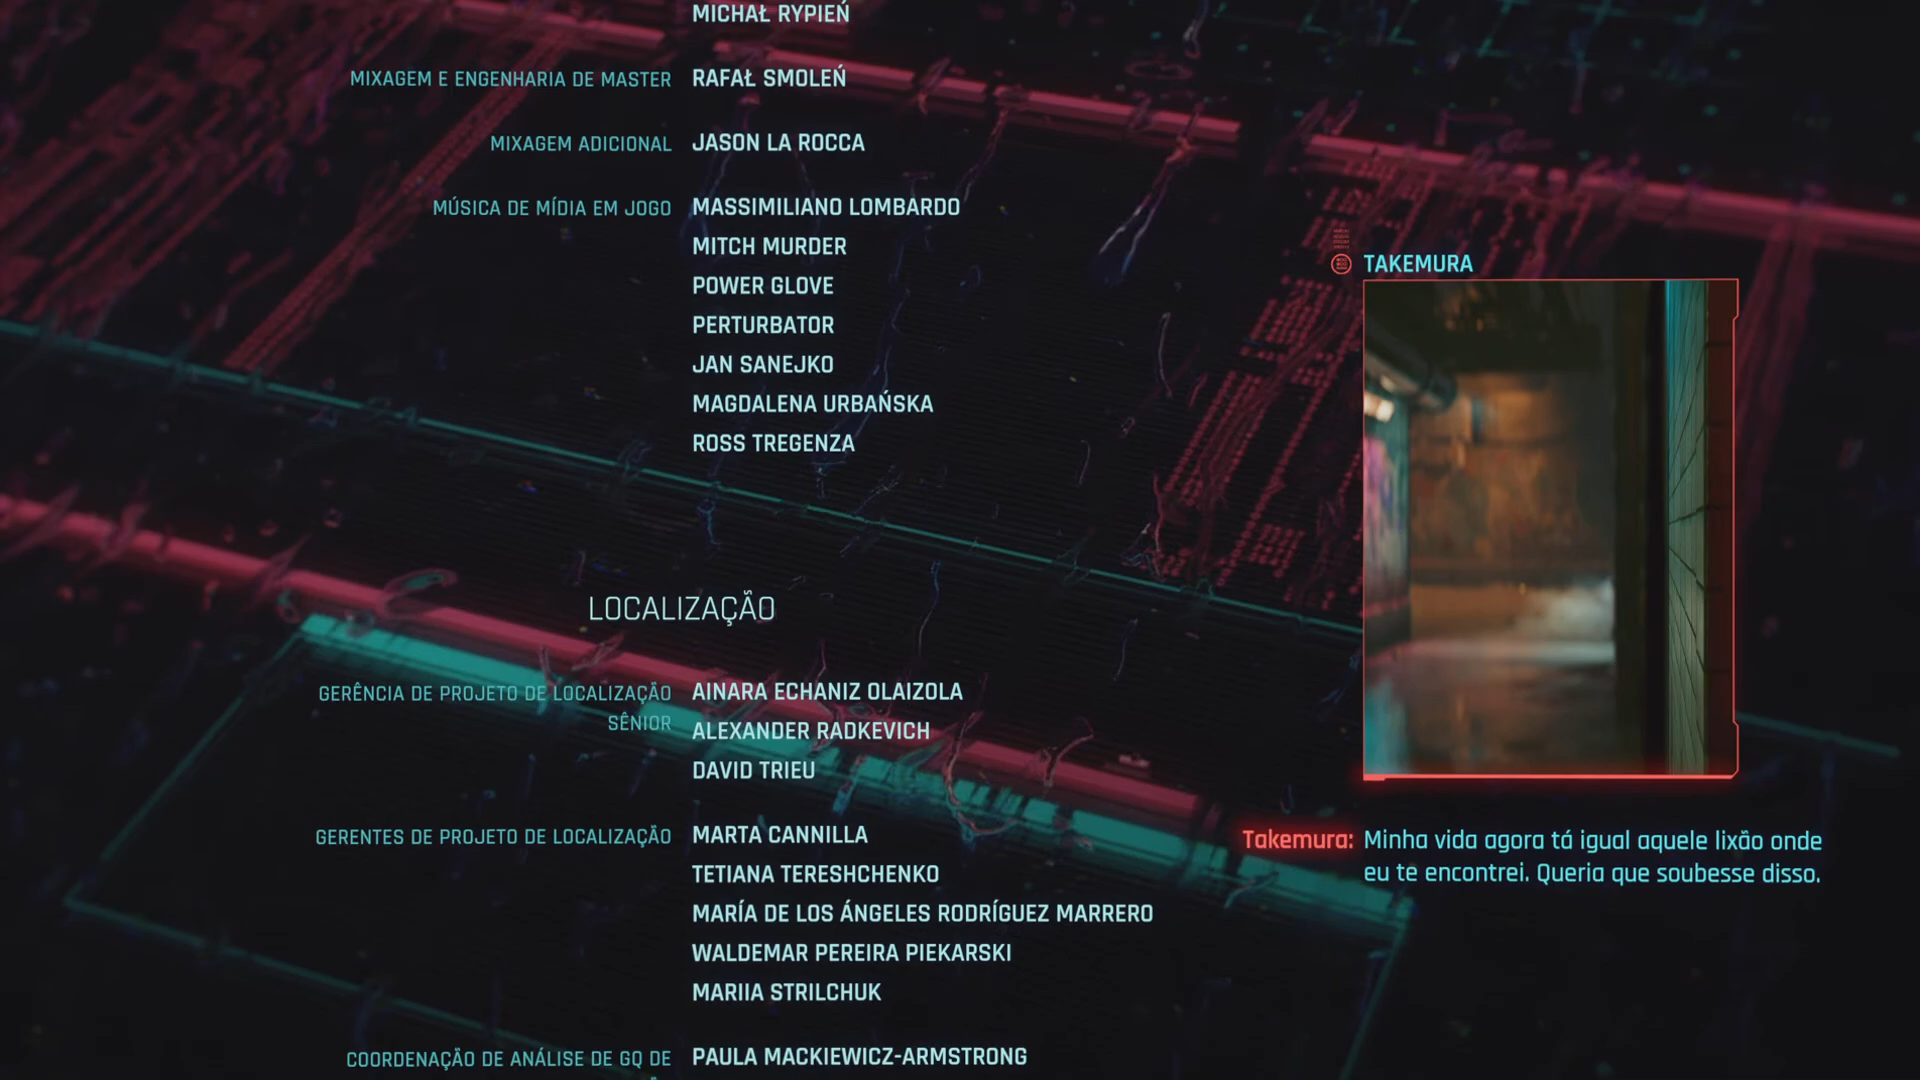 MICHAŁ RYPIEŃ
MIXAGEM E ENGENHARIA DE MASTER RAFAŁ SMOLEŃ
MIXAGEM ADICIONAL JASON LA ROCCA
MÚSICA DE MÍDIA EM JOGO MASSIMILIANO LOMBARDO
MITCH MURDER
POWER GLOVE
PERTURBATOR
JAN SANEJKO
MAGDALENA URBAŃSKA
ROSS TREGENZA
LOCALIZAÇÃO
GERÊNCIA DE PROJETO DE LOCALIZAÇÃO SÊNIOR
AINARA ECHANIZ OLAIZOLA
ALEXANDER RADKEVICH
DAVID TRIEU
GERENTES DE PROJETO DE LOCALIZAÇÃO MARTA CANNILLA
TETIANA TERESHCHENKO
MARÍA DE LOS ÁNGELES RODRÍGUEZ MARRERO
WALDEMAR PEREIRA PIEKARSKI
MARIIA STRILCHUK
COORDENAÇÃO DE ANÁLISE DE GQ DE PAULA MACKIEWICZ-ARMSTRONG
TAKEMURA
Takemura: Minha vida agora tá igual aquele lixão onde
eu te encontrei. Queria que soubesse disso.